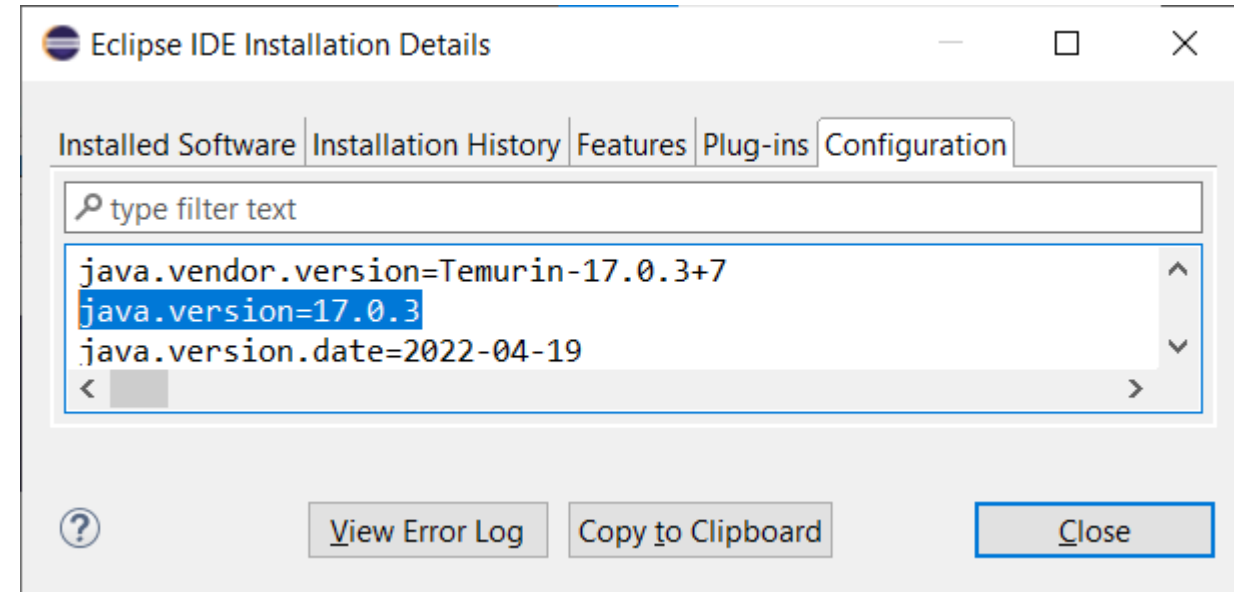 Eclipse IDE Installation Details
Installed Software Installation History Features Plug-ins Configuration
type filter text
java.vendor.version=Temurin-17.0.3+7
java.version=17.0.3
java.version.date=2022-04-19
? View Error Log Copy to Clipboard Close